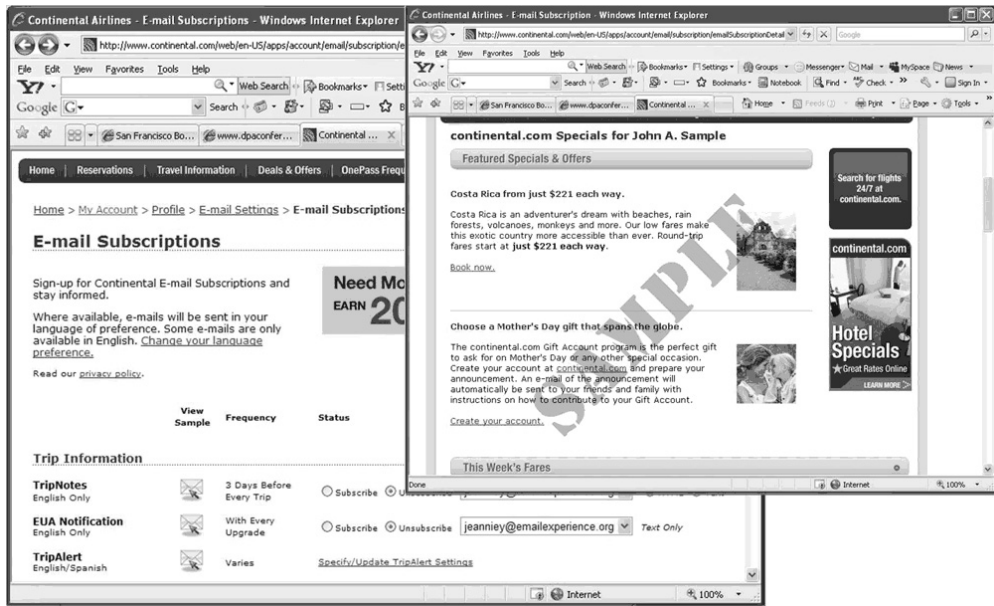 Continental Airlines - E-mail Subscriptions - Windows Internet Explorer
http://www.continental.com/web/en-US/apps/account/email/subscription/e
File Edit View Favorites Tools Help
Y! Web Search Bookmarks Settings
Google G Search
San Francisco Bo... www.dpaconfer... Continental ...
Home Reservations Travel Information Deals & Offers OnePass Frequ
Home > My Account > Profile > E-mail Settings > E-mail Subscriptions
E-mail Subscriptions
Sign-up for Continental E-mail Subscriptions and
stay informed.
Where available, e-mails will be sent in your
language of preference. Some e-mails are only
available in English. Change your language
preference.
Read our privacy policy.
Need Mo
EARN 20
View
Sample Frequency Status
Trip Information
TripNotes
English Only
3 Days Before
Every Trip
Subscribe Unsubscribe
EUA Notification
English Only
With Every
Upgrade
Subscribe Unsubscribe jeanniey@emailexperience.org Text Only
TripAlert
English/Spanish
Varies
Specify/Update TripAlert Settings
Internet 100%
Continental Airlines - E-mail Subscription - Windows Internet Explorer
http://www.continental.com/web/en-US/apps/account/email/subscription/emailSubscriptionDetail Google
File Edit View Favorites Tools Help
Y! Web Search Bookmarks Settings Groups Messenger Mail MySpace News
Google G Search Bookmarks Notebook Find Check Sign In
San Francisco Bo... www.dpaconfer... Continental ... Home Feeds (J) Print Page Tools
continental.com Specials for John A. Sample
Featured Specials & Offers
Costa Rica from just $221 each way.
Costa Rica is an adventurer's dream with beaches, rain
forests, volcanoes, monkeys and more. Our low fares make
this exotic country more accessible than ever. Round-trip
fares start at just $221 each way.
Book now.
Choose a Mother's Day gift that spans the globe.
The continental.com Gift Account program is the perfect gift
to ask for on Mother's Day or any other special occasion.
Create your account at continental.com and prepare your
announcement. An e-mail of the announcement will
automatically be sent to your friends and family with
instructions on how to contribute to your Gift Account.
Create your account.
This Week's Fares
SAMPLE
Search for flights
24/7 at
continental.com.
continental.com
Hotel
Specials
Great Rates Online
LEARN MORE >
Done Internet 100%